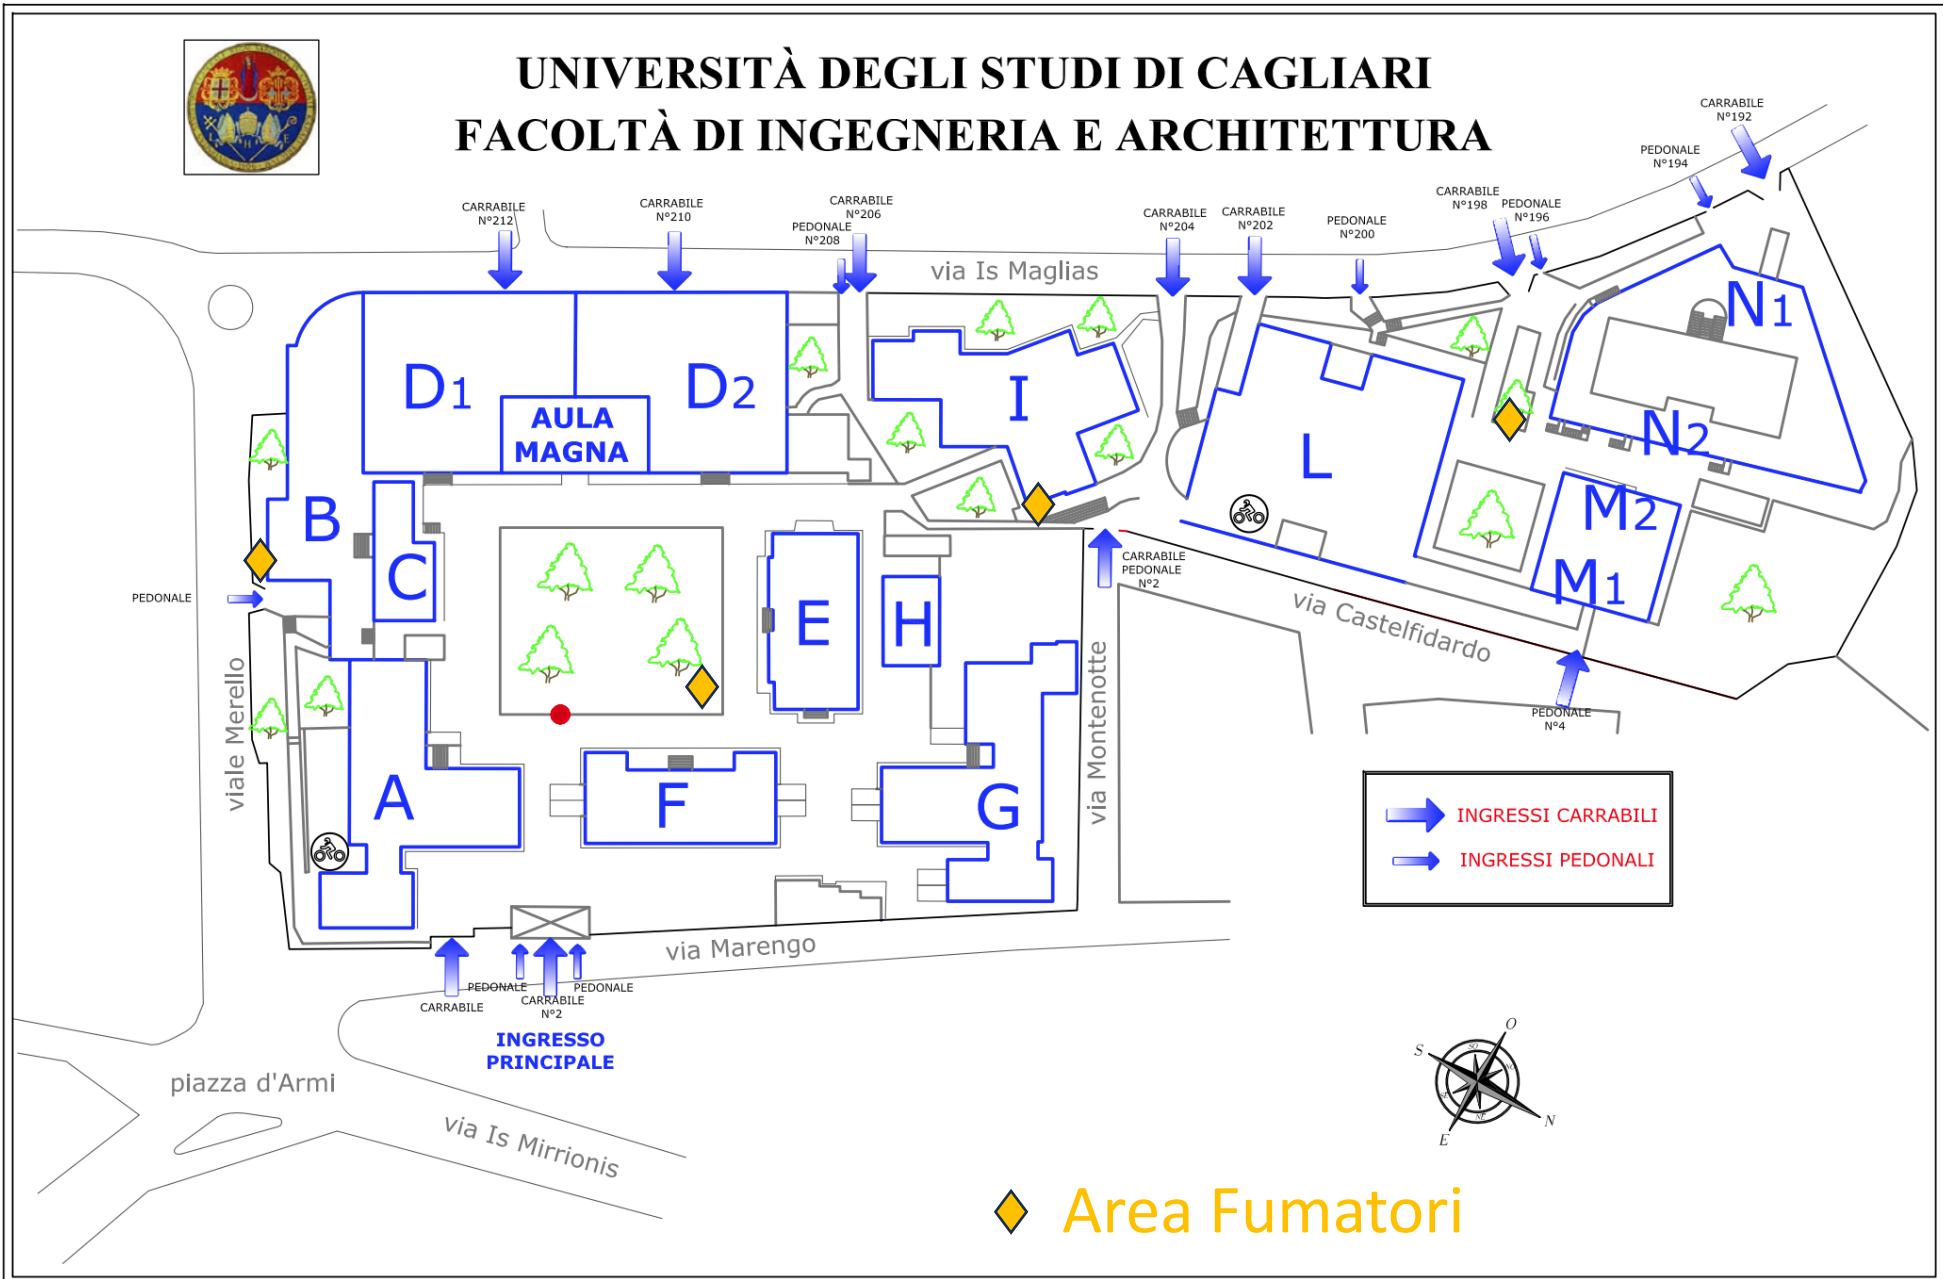 UNIVERSITÀ DEGLI STUDI DI CAGLIARI
FACOLTÀ DI INGEGNERIA E ARCHITETTURA
CARRABILE
N°192
PEDONALE
N°194
CARRABILE
N°198
PEDONALE
N°196
CARRABILE
N°212
CARRABILE
N°210
CARRABILE
N°206
PEDONALE
N°208
CARRABILE
N°204
CARRABILE
N°202
PEDONALE
N°200
via Is Maglias
D1
D2
AULA
MAGNA
I
L
N1
N2
M2
M1
B
C
E
H
PEDONALE
CARRABILE
PEDONALE
N°2
via Castelfidardo
viale Merello
via Montenotte
PEDONALE
N°4
A
F
G
INGRESSI CARRABILI
INGRESSI PEDONALI
via Marengo
CARRABILE
PEDONALE
CARRABILE
N°2
PEDONALE
INGRESSO
PRINCIPALE
piazza d'Armi
via Is Mirrionis
O
S
N
E
SO
NE
Area Fumatori